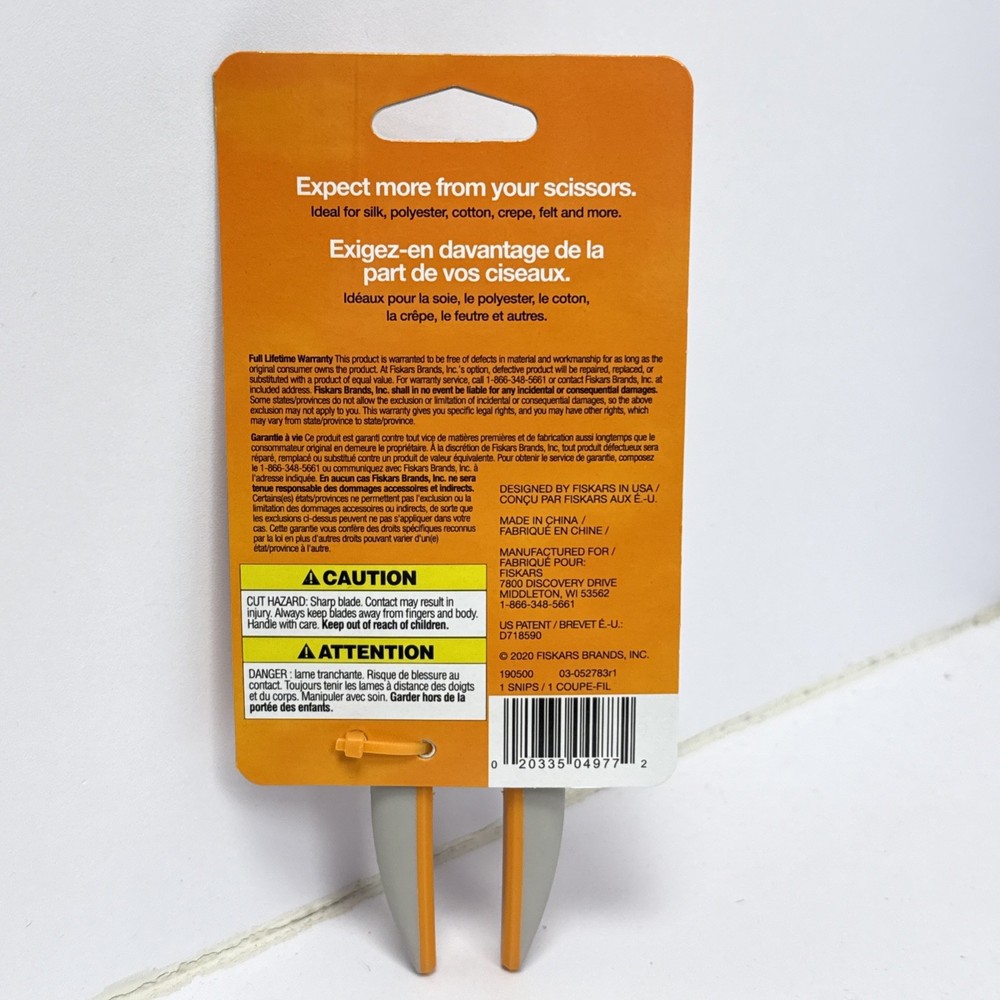 Expect more from your scissors.
Ideal for silk, polyester, cotton, crepe, felt and more.
Exigez-en davantage de la
part de vos ciseaux.
Idéaux pour la soie, le polyester, le coton,
la crêpe, le feutre et autres.
Full Lifetime Warranty This product is warranted to be free of defects in material and workmanship for as long as the
original consumer owns the product. At Fiskars Brands, Inc.'s option, defective product will be repaired, replaced, or
substituted with a product of equal value. For warranty service, call 1-866-348-5661 or contact Fiskars Brands, Inc. at
included address. Fiskars Brands, Inc. shall in no event be liable for any incidental or consequential damages.
Some states/provinces do not allow the exclusion or limitation of incidental or consequential damages, so the above
exclusion may not apply to you. This warranty gives you specific legal rights, and you may have other rights, which
may vary from state/province to state/province.
Garantie à vie Ce produit est garanti contre tout vice de matières premières et de fabrication aussi longtemps que le
consommateur original en demeure le propriétaire. À la discrétion de Fiskars Brands, Inc, tout produit défectueux sera
réparé, remplacé ou substitué contre un produit de valeur équivalente. Pour obtenir le service de garantie, composez
le 1-866-348-5661 ou communiquez avec Fiskars Brands, Inc. à
l'adresse indiquée. En aucun cas Fiskars Brands, Inc. ne sera
tenue responsable des dommages accessoires et indirects.
Certains(es) états/provinces ne permettent pas l'exclusion ou la
limitation des dommages accessoires ou indirects, de sorte que
les exclusions ci-dessus peuvent ne pas s'appliquer dans votre
cas. Cette garantie vous confère des droits spécifiques reconnus
par la loi en plus d'autres droits pouvant varier d'un(e)
état/province à l'autre.
DESIGNED BY FISKARS IN USA /
CONÇU PAR FISKARS AUX É.-U.
MADE IN CHINA /
FABRIQUÉ EN CHINE /
MANUFACTURED FOR /
FABRIQUÉ POUR:
FISKARS
7800 DISCOVERY DRIVE
MIDDLETON, WI 53562
1-866-348-5661
US PATENT / BREVET É.-U.:
D718590
© 2020 FISKARS BRANDS, INC.
190500 03-052783r1
1 SNIPS / 1 COUPE-FIL
CAUTION
CUT HAZARD: Sharp blade. Contact may result in
injury. Always keep blades away from fingers and body.
Handle with care. Keep out of reach of children.
ATTENTION
DANGER : lame tranchante. Risque de blessure au
contact. Toujours tenir les lames à distance des doigts
et du corps. Manipuler avec soin. Garder hors de la
portée des enfants.
0 20335 04977 2